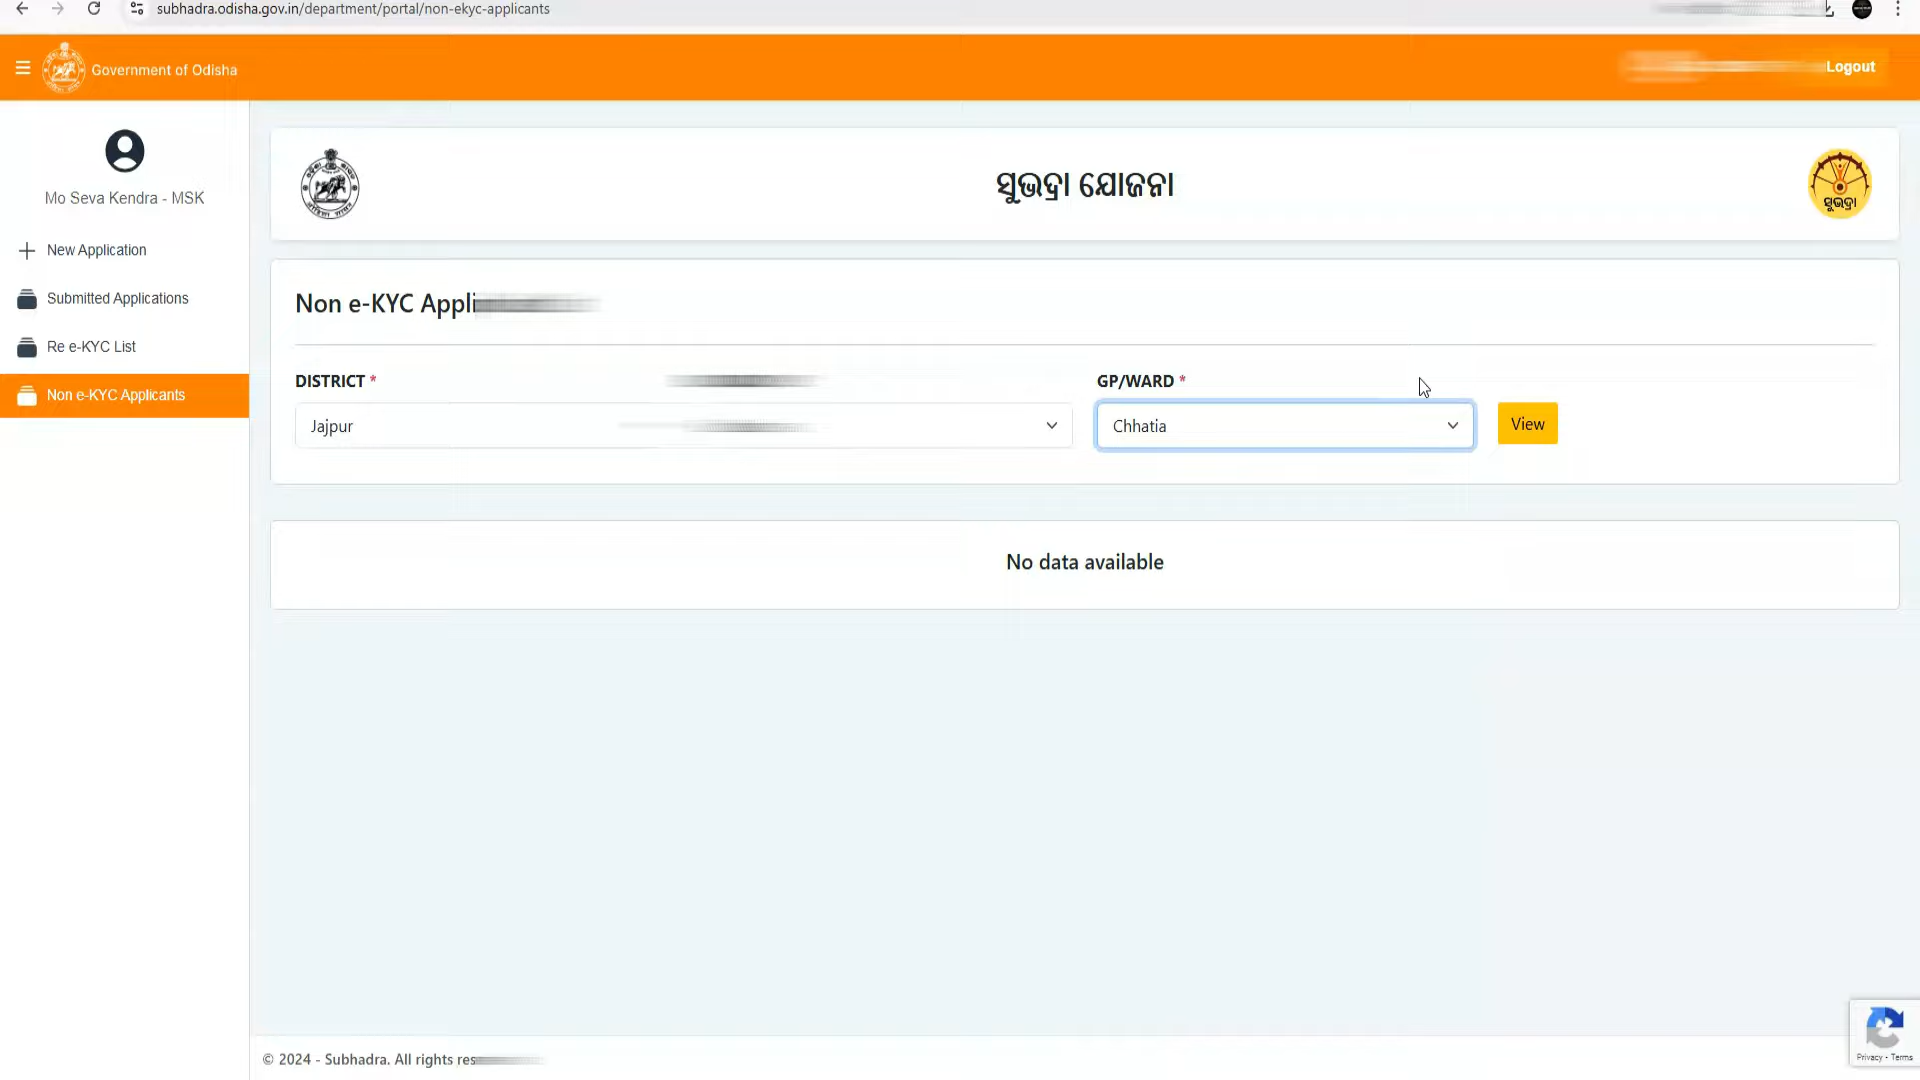 subhadra.odisha.gov.in/department/portal/non-ekyc-applicants
Government of Odisha
Logout
Mo Seva Kendra - MSK
New Application
Submitted Applications
Re e-KYC List
Non e-KYC Applicants
ସୁଭଦ୍ରା ଯୋଜନା
ସୁଭଦ୍ରା
Non e-KYC Appli
DISTRICT *
GP/WARD *
Jajpur
Chhatia
View
No data available
© 2024 - Subhadra. All rights res
Privacy - Terms